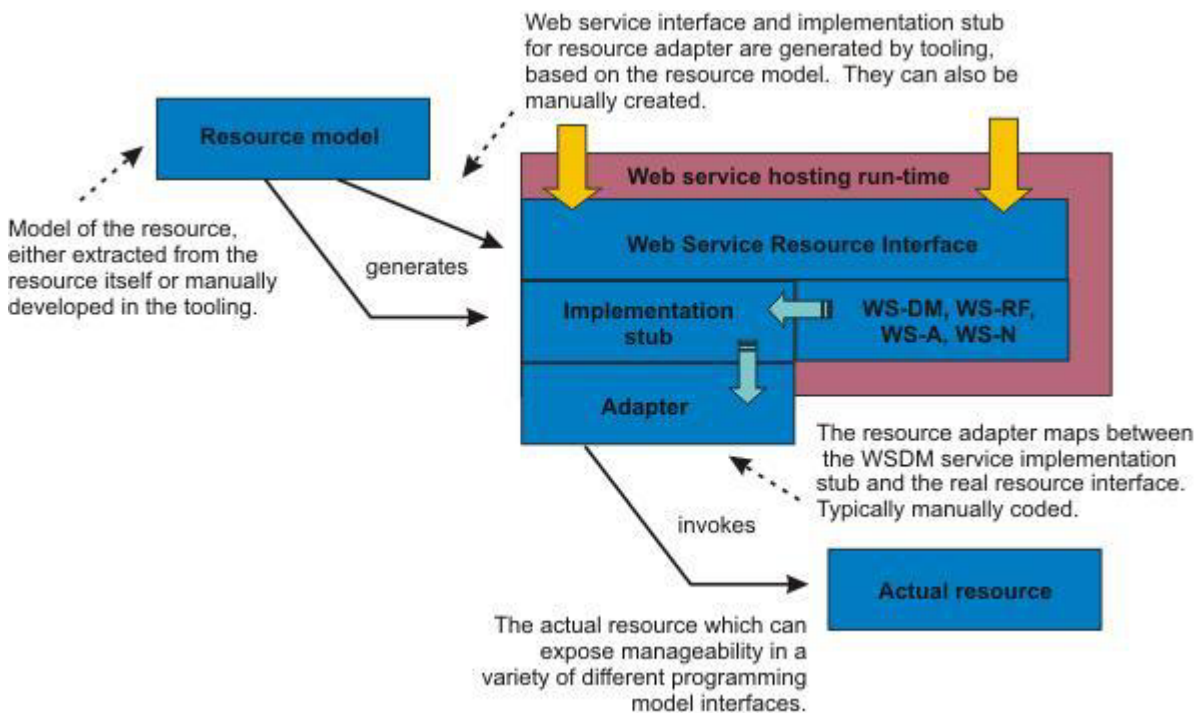 Web service interface and implementation stub
for resource adapter are generated by tooling,
based on the resource model. They can also be
manually created.
Resource model
Web service hosting run-time
Model of the resource,
either extracted from the
resource itself or manually
developed in the tooling.
Web Service Resource Interface
generates
Implementation
stub
WS-DM, WS-RF,
WS-A, WS-N
Adapter
The resource adapter maps between
the WSDM service implementation
stub and the real resource interface.
Typically manually coded.
invokes
Actual resource
The actual resource which can
expose manageability in a
variety of different programming
model interfaces.